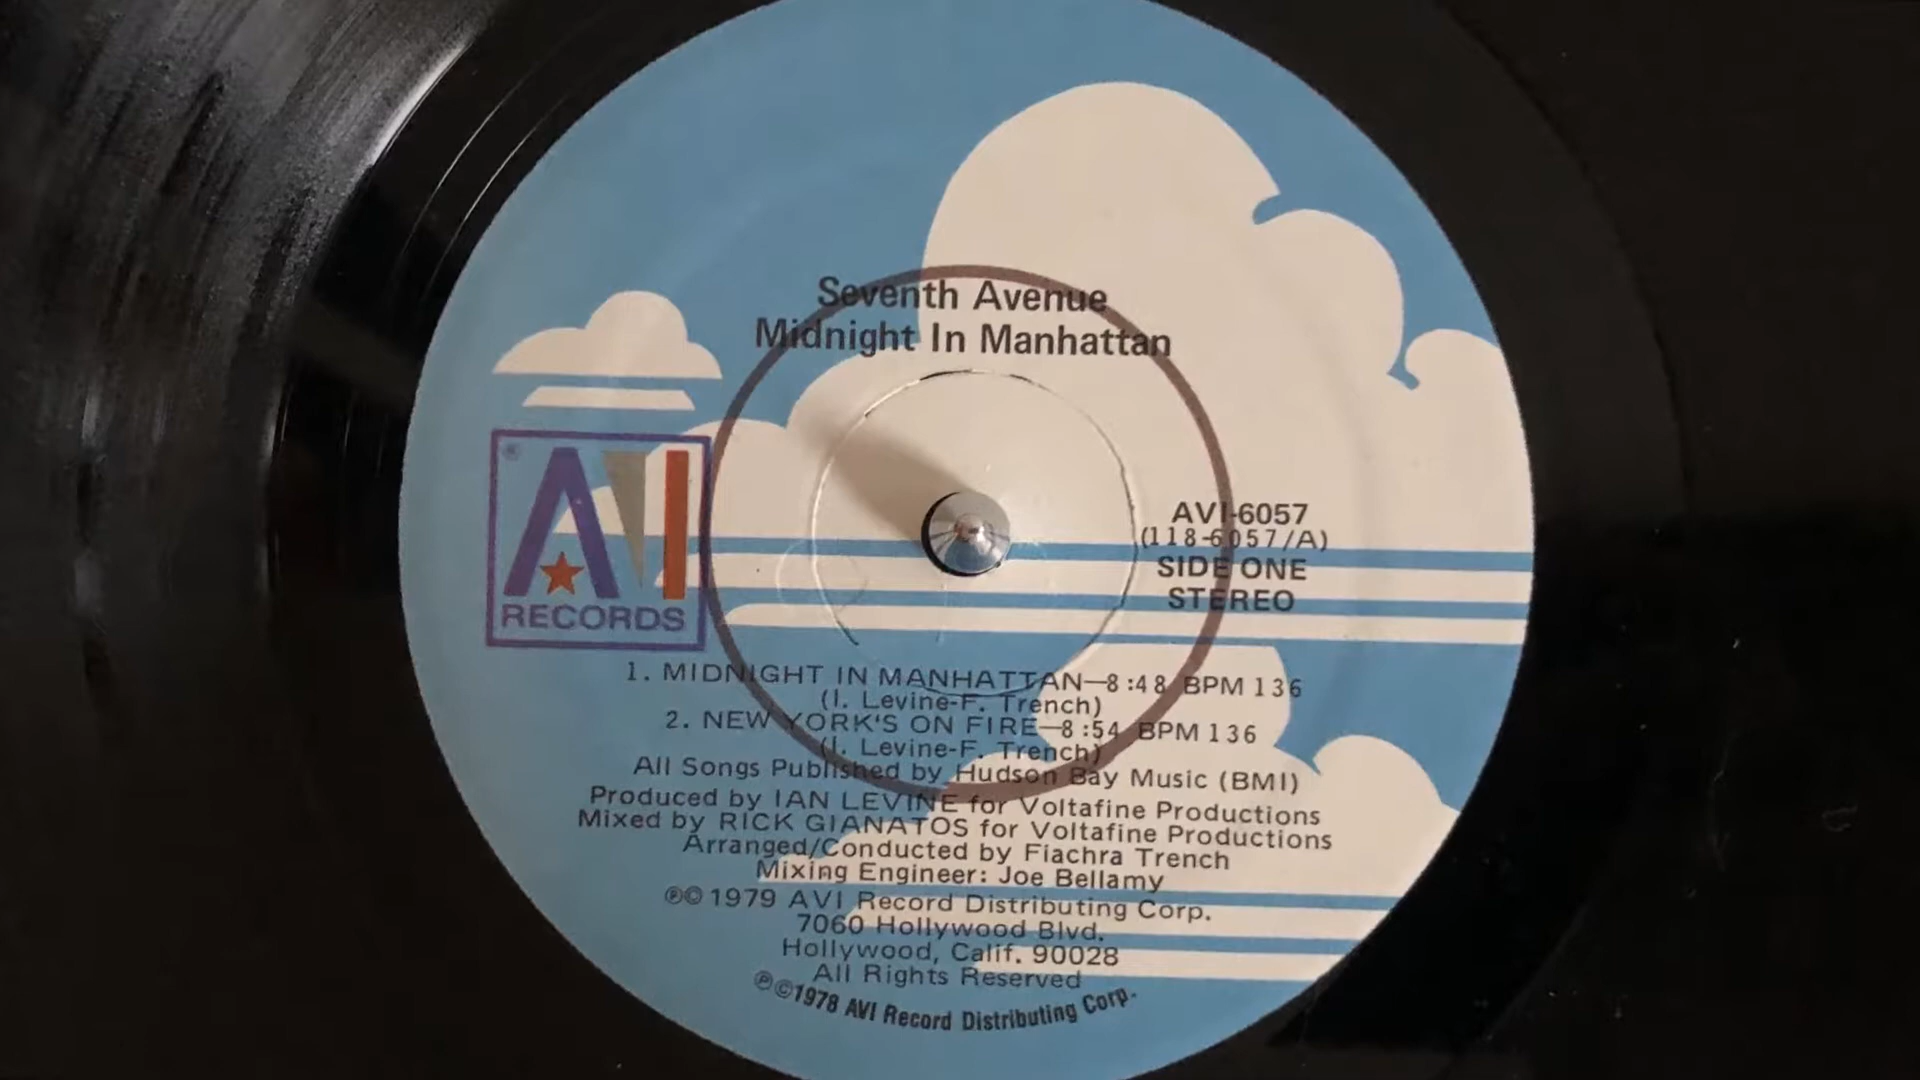 Seventh Avenue
Midnight In Manhattan
® AVI
RECORDS
AVI-6057
(118-6057/A)
SIDE ONE
STEREO
1. MIDNIGHT IN MANHATTAN—8:48 BPM 136
(I. Levine-F. Trench)
2. NEW YORK'S ON FIRE—8:54 BPM 136
(I. Levine-F. Trench)
All Songs Published by Hudson Bay Music (BMI)
Produced by IAN LEVINE for Voltafine Productions
Mixed by RICK GIANATOS for Voltafine Productions
Arranged/Conducted by Fiachra Trench
Mixing Engineer: Joe Bellamy
℗© 1979 AVI Record Distributing Corp.
7060 Hollywood Blvd.
Hollywood, Calif. 90028
All Rights Reserved
℗©1978 AVI Record Distributing Corp.